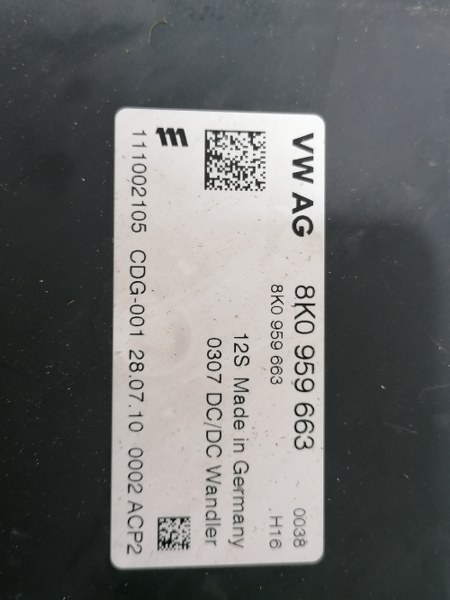 VW AG 8K0 959 663 0038
8K0 959 663 H16
12S Made in Germany
0307 DC/DC Wandler
111002105 CDG-001 28.07.10 0002 ACP2